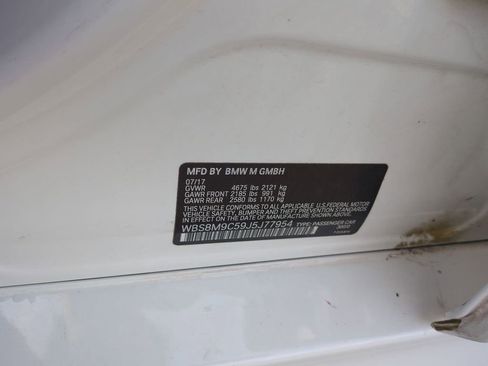 MFD BY BMW M GMBH
07/17
GVWR 4675 lbs 2121 kg
GAWR FRONT 2185 lbs 991 kg
GAWR REAR 2580 lbs 1170 kg
THIS VEHICLE CONFORMS TO ALL APPLICABLE U.S.FEDERAL MOTOR
VEHICLE SAFETY, BUMPER AND THEFT PREVENTION STANDARDS IN
EFFECT ON THE DATE OF MANUFACTURE SHOWN ABOVE.
WBS8M9C59J5J77954 TYPE: PASSENGER CAR